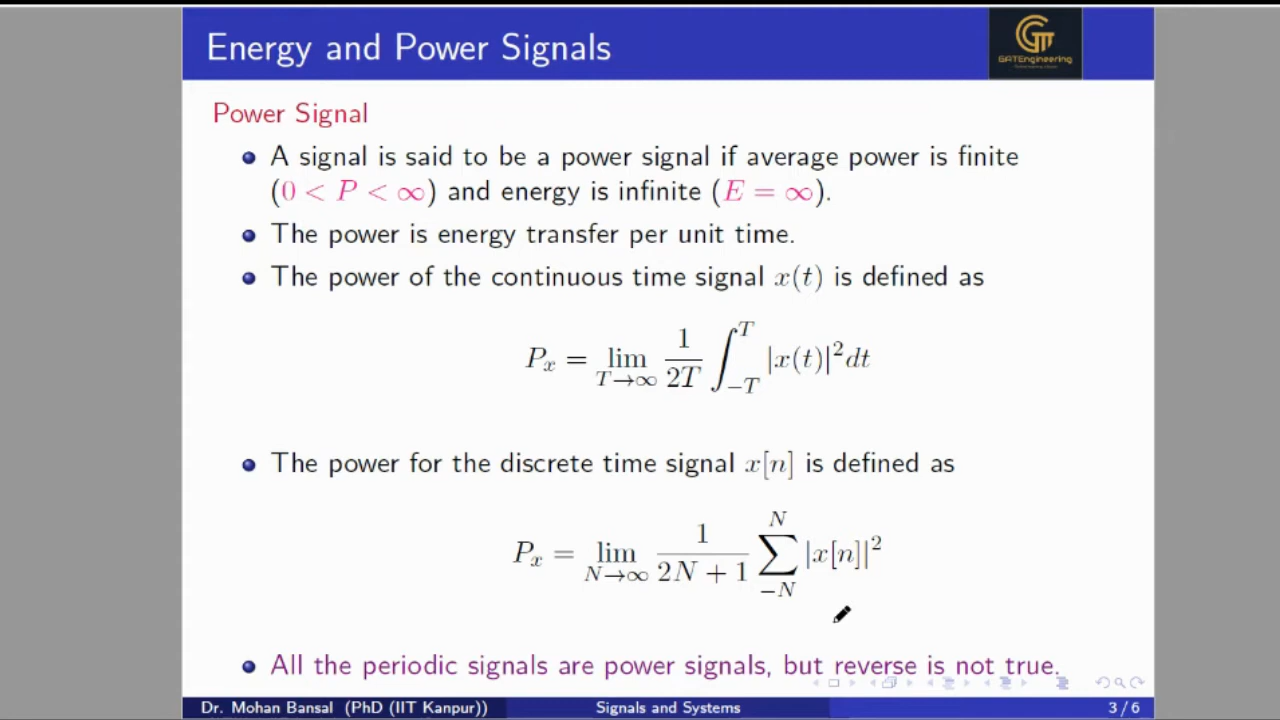 Energy and Power Signals
GATEngineering
Power Signal
A signal is said to be a power signal if average power is finite
(0 < P < ∞) and energy is infinite (E = ∞).
The power is energy transfer per unit time.
The power of the continuous time signal x(t) is defined as
P_x = lim_{T→∞} \frac{1}{2T} ∫_{−T}^{T} |x(t)|² dt
The power for the discrete time signal x[n] is defined as
P_x = lim_{N→∞} \frac{1}{2N + 1} ∑_{−N}^{N} |x[n]|²
All the periodic signals are power signals, but reverse is not true.
Dr. Mohan Bansal (PhD (IIT Kanpur)) Signals and Systems 3 / 6